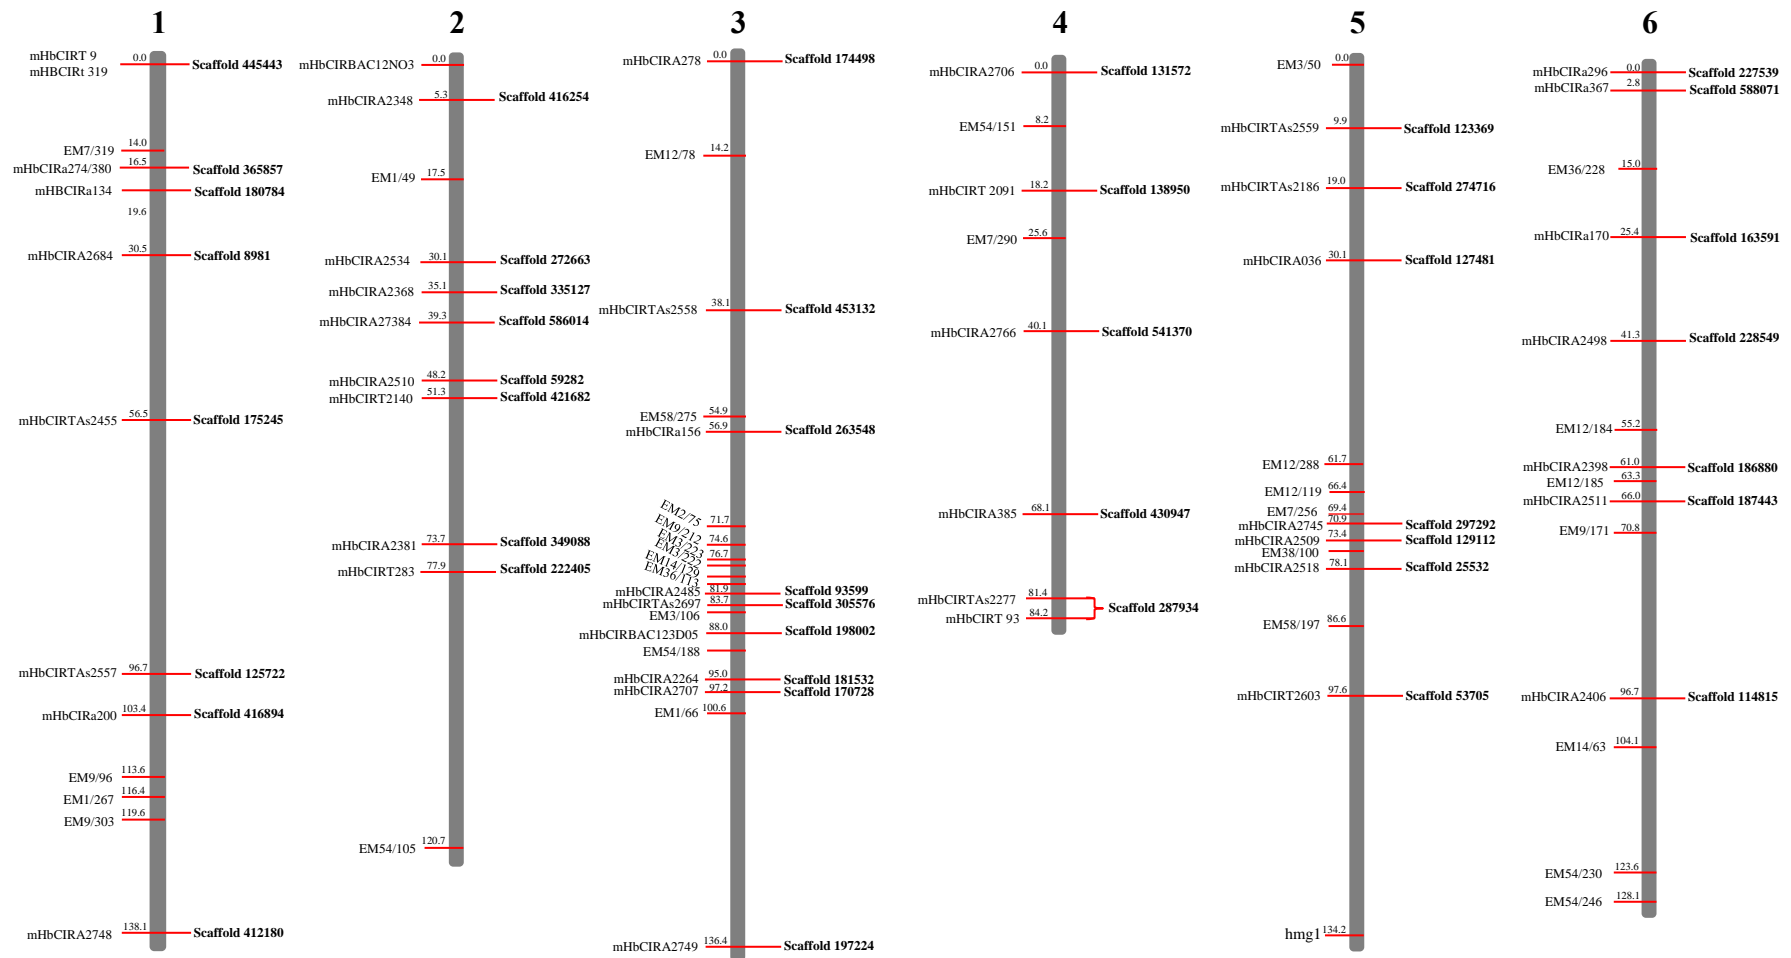 1
mHbCIRT 9
mHBCIRt 319
0.0
Scaffold 445443
EM7/319
14.0
mHbCIRa274/380
16.5
Scaffold 365857
mHBCIRa134
Scaffold 180784
19.6
mHbCIRA2684
30.5
Scaffold 8981
mHbCIRTAs2455
56.5
Scaffold 175245
mHbCIRTAs2557
96.7
Scaffold 125722
mHbCIRa200
103.4
Scaffold 416894
EM9/96
113.6
EM1/267
116.4
EM9/303
119.6
mHbCIRA2748
138.1
Scaffold 412180
2
mHbCIRBAC12NO3
0.0
mHbCIRA2348
5.3
Scaffold 416254
EM1/49
17.5
mHbCIRA2534
30.1
Scaffold 272663
mHbCIRA2368
35.1
Scaffold 335127
mHbCIRA27384
39.3
Scaffold 586014
mHbCIRA2510
48.2
Scaffold 59282
mHbCIRT2140
51.3
Scaffold 421682
mHbCIRA2381
73.7
Scaffold 349088
mHbCIRT283
77.9
Scaffold 222405
EM54/105
120.7
3
mHbCIRA278
0.0
Scaffold 174498
EM12/78
14.2
mHbCIRTAs2558
38.1
Scaffold 453132
EM58/275
54.9
mHbCIRa156
56.9
Scaffold 263548
EM2/75
71.7
EM9/212
74.6
EM3/223
76.7
EM3/222
EM14/129
EM36/113
mHbCIRA2485
81.9
Scaffold 93599
mHbCIRTAs2697
83.7
Scaffold 305576
EM3/106
mHbCIRBAC123D05
88.0
Scaffold 198002
EM54/188
mHbCIRA2264
95.0
Scaffold 181532
mHbCIRA2707
97.2
Scaffold 170728
EM1/66
100.6
mHbCIRA2749
136.4
Scaffold 197224
4
mHbCIRA2706
0.0
Scaffold 131572
EM54/151
8.2
mHbCIRT 2091
18.2
Scaffold 138950
EM7/290
25.6
mHbCIRA2766
40.1
Scaffold 541370
mHbCIRA385
68.1
Scaffold 430947
mHbCIRTAs2277
81.4
Scaffold 287934
mHbCIRT 93
84.2
5
EM3/50
0.0
mHbCIRTAs2559
9.9
Scaffold 123369
mHbCIRTAs2186
19.0
Scaffold 274716
mHbCIRA036
30.1
Scaffold 127481
EM12/288
61.7
EM12/119
66.4
EM7/256
69.4
mHbCIRA2745
70.9
Scaffold 297292
mHbCIRA2509
73.4
Scaffold 129112
EM38/100
mHbCIRA2518
78.1
Scaffold 25532
EM58/197
86.6
mHbCIRT2603
97.6
Scaffold 53705
hmg1
134.2
6
mHbCIRa296
0.0
Scaffold 227539
mHbCIRa367
2.8
Scaffold 588071
EM36/228
15.0
mHbCIRa170
25.4
Scaffold 163591
mHbCIRA2498
41.3
Scaffold 228549
EM12/184
55.2
mHbCIRA2398
61.0
Scaffold 186880
EM12/185
63.3
mHbCIRA2511
66.0
Scaffold 187443
EM9/171
70.8
mHbCIRA2406
96.7
Scaffold 114815
EM14/63
104.1
EM54/230
123.6
EM54/246
128.1